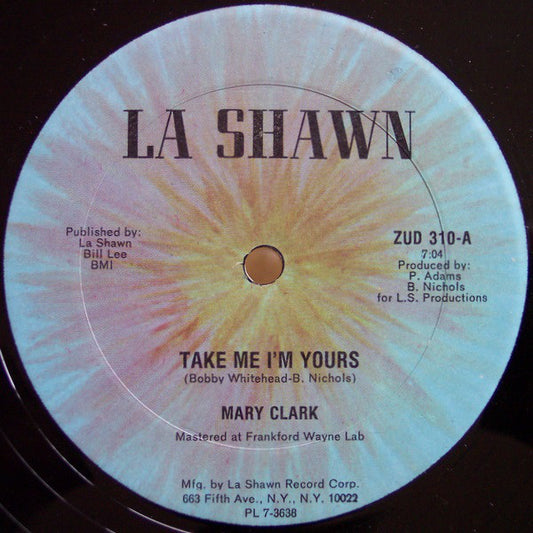 LA SHAWN
Published by:
La Shawn
Bill Lee
BMI
ZUD 310-A
7:04
Produced by:
P. Adams
B. Nichols
for L.S. Productions
TAKE ME I'M YOURS
(Bobby Whitehead-B. Nichols)
MARY CLARK
Mastered at Frankford Wayne Lab
Mfg. by La Shawn Record Corp.
663 Fifth Ave., N.Y., N.Y. 10022
PL 7-3638